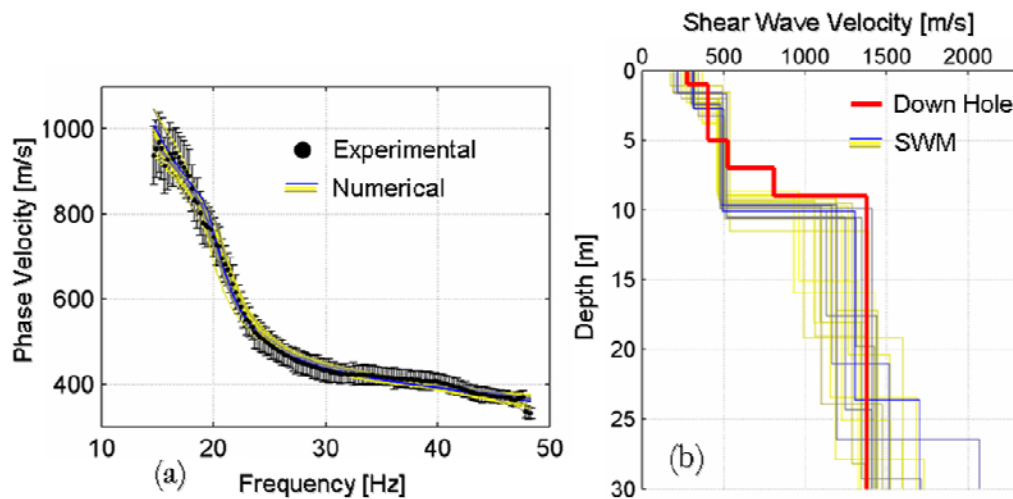 Shear Wave Velocity [m/s]
0 500 1000 1500 2000
0
5
10
15
20
25
30
Depth [m]
Down Hole
SWM
(b)
1000
800
600
400
Phase Velocity [m/s]
Experimental
Numerical
10 20 30 40 50
Frequency [Hz]
(a)